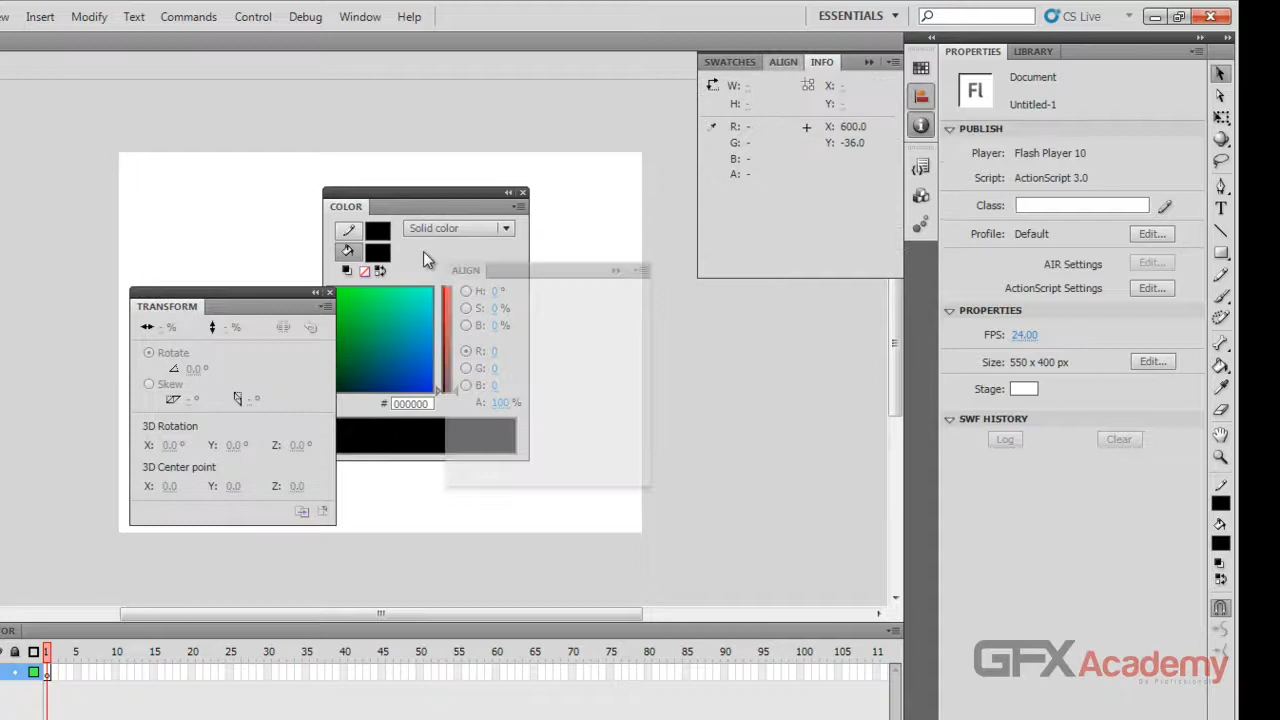 ew Insert Modify Text Commands Control Debug Window Help ESSENTIALS CS Live
PROPERTIES LIBRARY
Fl
Document
Untitled-1
PUBLISH
Player: Flash Player 10
Script: ActionScript 3.0
Class:
Profile: Default Edit...
AIR Settings Edit...
ActionScript Settings Edit...
PROPERTIES
FPS: 24.00
Size: 550 x 400 px Edit...
Stage:
SWF HISTORY
Log Clear
SWATCHES ALIGN INFO
W: - X: -
H: - Y: -
R: - X: 600.0
G: - Y: -36.0
B: -
A: -
COLOR
Solid color
ALIGN
H: 0 °
S: 0 %
B: 0 %
R: 0
G: 0
B: 0
# 000000 A: 100 %
TRANSFORM
- % - %
Rotate
0.0 °
Skew
- ° - °
3D Rotation
X: 0.0 ° Y: 0.0 ° Z: 0.0 °
3D Center point
X: 0.0 Y: 0.0 Z: 0.0
OR
1 5 10 15 20 25 30 35 40 45 50 55 60 65 70 75 80 85 90 95 100 105 11
GFX Academy